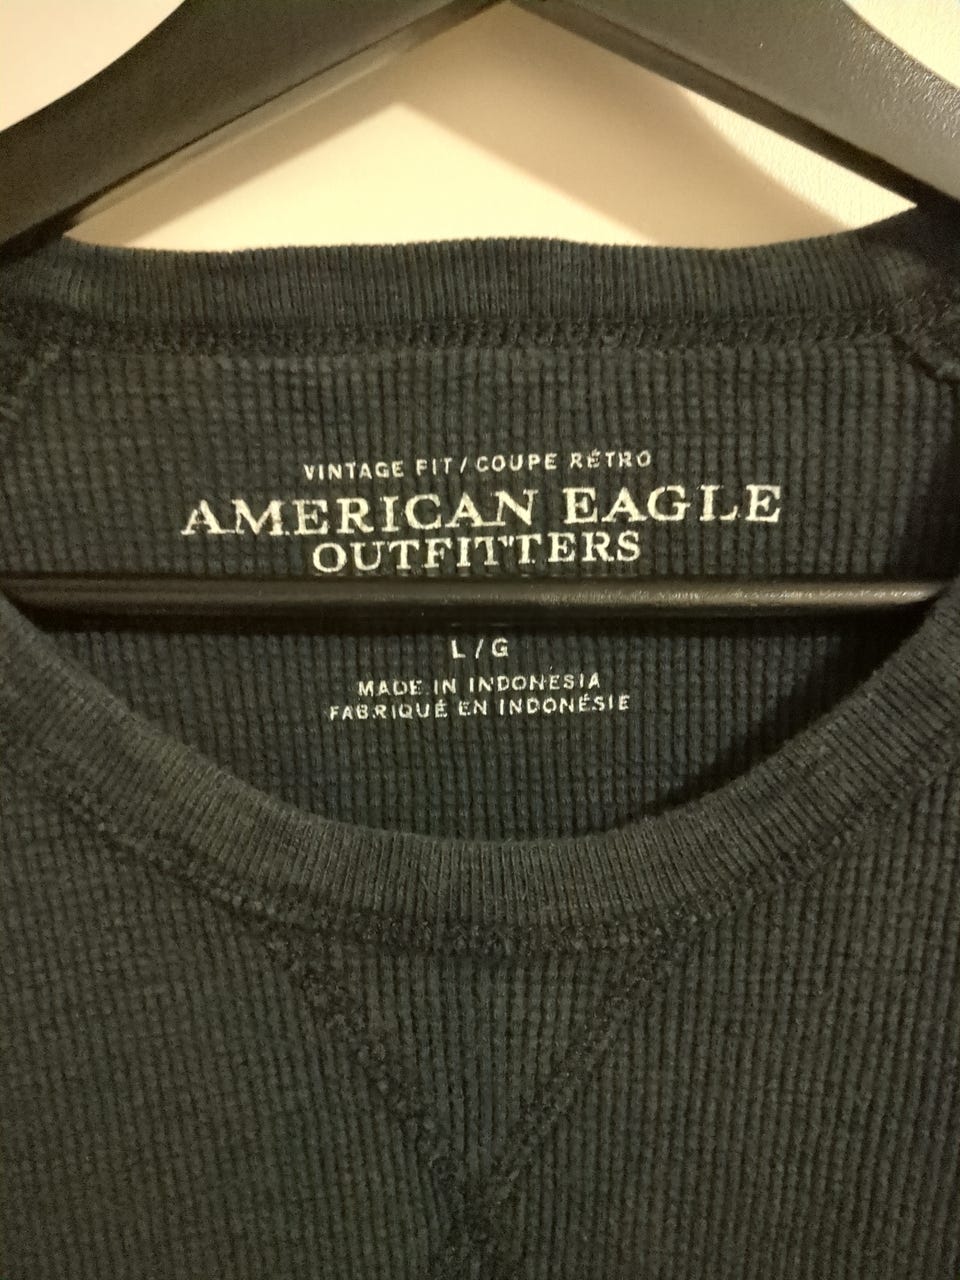 VINTAGE FIT / COUPE RÉTRO
AMERICAN EAGLE
OUTFITTERS
L / G
MADE IN INDONESIA
FABRIQUÉ EN INDONÉSIE